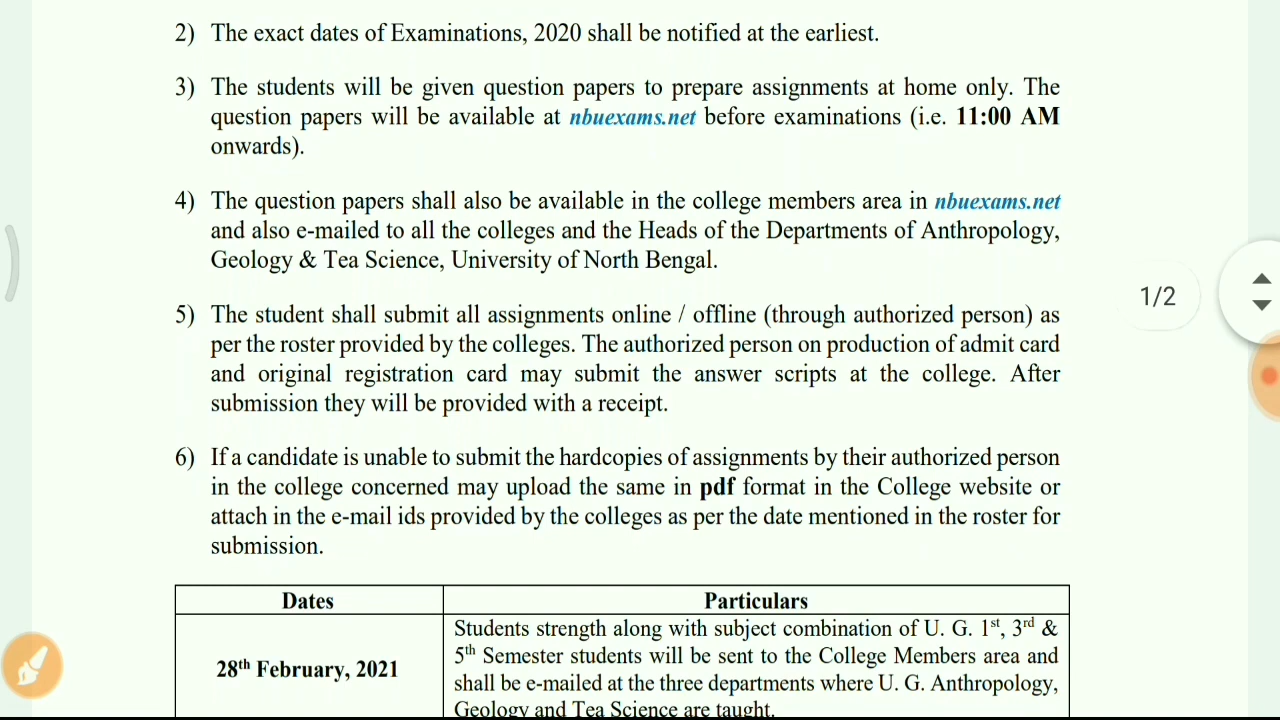 2) The exact dates of Examinations, 2020 shall be notified at the earliest.
3) The students will be given question papers to prepare assignments at home only. The
question papers will be available at nbuexams.net before examinations (i.e. 11:00 AM
onwards).
4) The question papers shall also be available in the college members area in nbuexams.net
and also e-mailed to all the colleges and the Heads of the Departments of Anthropology,
Geology & Tea Science, University of North Bengal.
1/2
5) The student shall submit all assignments online / offline (through authorized person) as
per the roster provided by the colleges. The authorized person on production of admit card
and original registration card may submit the answer scripts at the college. After
submission they will be provided with a receipt.
6) If a candidate is unable to submit the hardcopies of assignments by their authorized person
in the college concerned may upload the same in pdf format in the College website or
attach in the e-mail ids provided by the colleges as per the date mentioned in the roster for
submission.
Dates Particulars
28th February, 2021
Students strength along with subject combination of U. G. 1st, 3rd &
5th Semester students will be sent to the College Members area and
shall be e-mailed at the three departments where U. G. Anthropology,
Geology and Tea Science are taught.